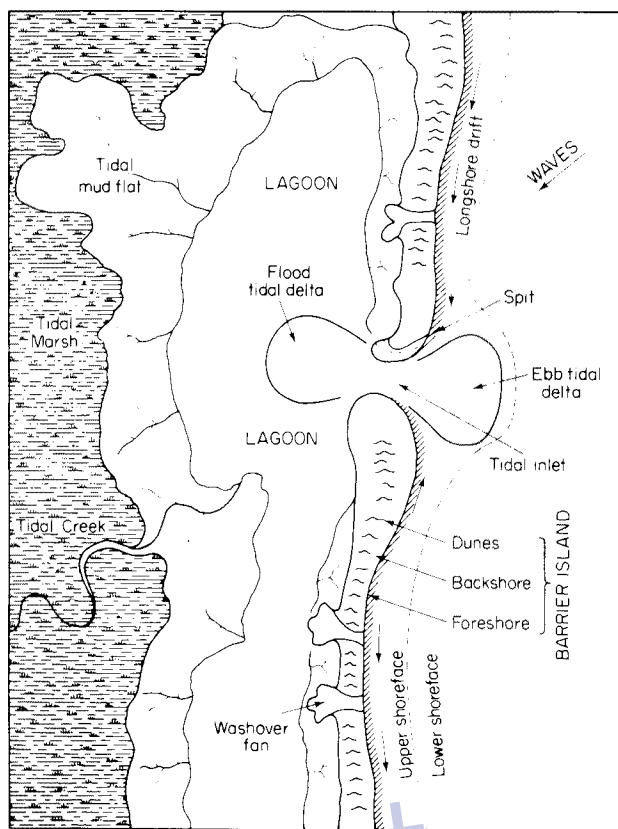 Tidal
mud flat
LAGOON
Longshore drift
WAVES
Flood
tidal delta
Spit
Tidal
Marsh
Ebb tidal
delta
LAGOON
Tidal inlet
Tidal Creek
Dunes
Backshore
Foreshore
BARRIER ISLAND
Washover
fan
Upper shoreface
Lower shoreface